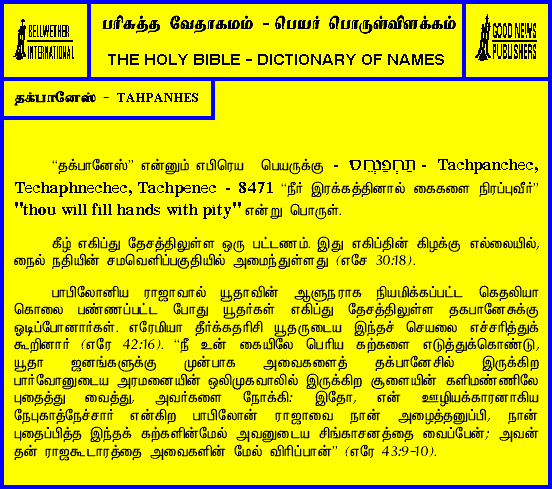 BELLWETHER
INTERNATIONAL
பரிசுத்த வேதாகமம் - பெயர் பொருள்விளக்கம்
THE HOLY BIBLE - DICTIONARY OF NAMES
GOOD NEWS
PUBLISHERS
தக்பானேஸ் - TAHPANHES
“தக்பானேஸ்” என்னும் எபிரெய பெயருக்கு - תַּחְפַּנְחֵס - Tachpanchec,
Techaphnechec, Tachpenec - 8471 “நீர் இரக்கத்தினால் கைகளை நிரப்புவீர்”
"thou will fill hands with pity" என்று பொருள்.
கீழ் எகிப்து தேசத்திலுள்ள ஒரு பட்டணம். இது எகிப்தின் கிழக்கு எல்லையில்,
நைல் நதியின் சமவெளிப்பகுதியில் அமைந்துள்ளது (எசே 30:18).
பாபிலோனிய ராஜாவால் யூதாவின் ஆளுநராக நியமிக்கப்பட்ட கெதலியா
கொலை பண்ணப்பட்ட போது யூதர்கள் எகிப்து தேசத்திலுள்ள தகபானேசுக்கு
ஓடிப்போனார்கள். எரேமியா தீர்க்கதரிசி யூதருடைய இந்தச் செயலை எச்சரித்துக்
கூறினார் (எரே 42:16). “நீ உன் கையிலே பெரிய கற்களை எடுத்துக்கொண்டு,
யூதா ஜனங்களுக்கு முன்பாக அவைகளைத் தக்பானேசில் இருக்கிற
பார்வோனுடைய அரமனையின் ஒலிமுகவாலில் இருக்கிற சூளையின் களிமண்ணிலே
புதைத்து வைத்து, அவர்களை நோக்கி: இதோ, என் ஊழியக்காரனாகிய
நேபுகாத்நேச்சார் என்கிற பாபிலோன் ராஜாவை நான் அழைத்தனுப்பி, நான்
புதைப்பித்த இந்தக் கற்களின்மேல் அவனுடைய சிங்காசனத்தை வைப்பேன்; அவன்
தன் ராஜகூடாரத்தை அவைகளின் மேல் விரிப்பான்” (எரே 43:9-10).